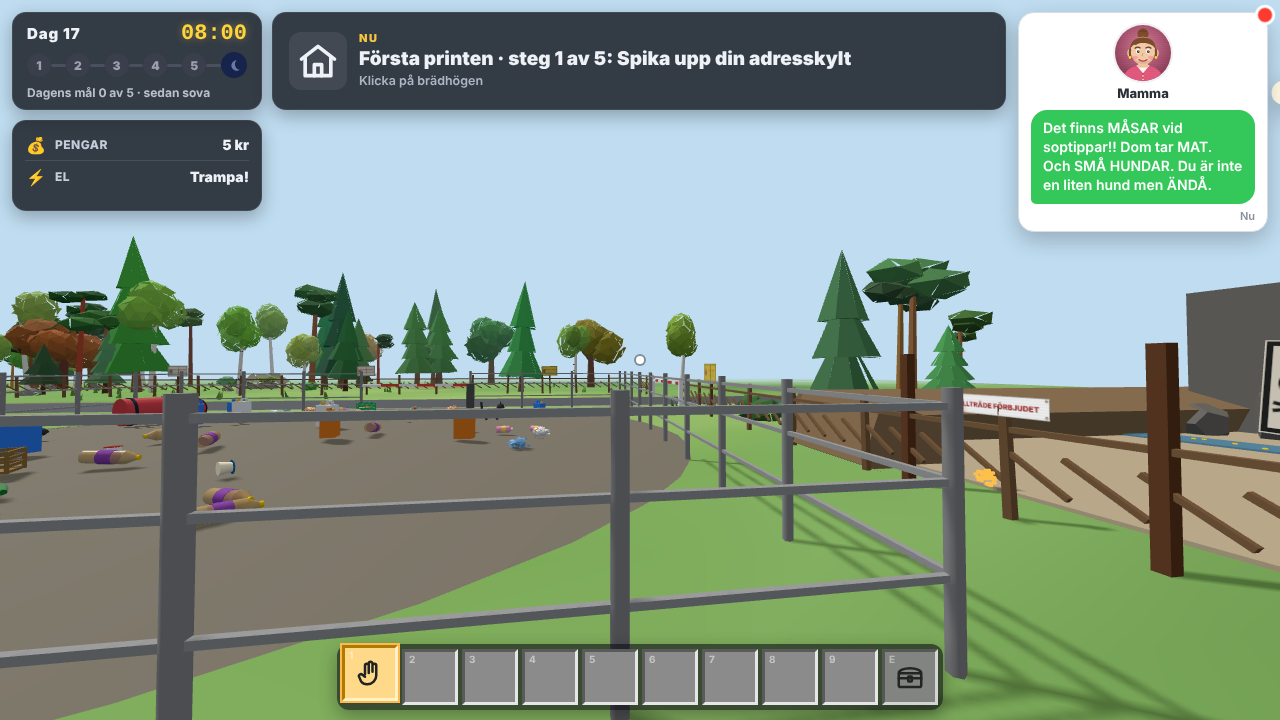 Dag 17
08:00
1 2 3 4 5
Dagens mål 0 av 5 · sedan sova
PENGAR 5 kr
EL Trampa!
NU
Första printen · steg 1 av 5: Spika upp din adresskylt
Klicka på brädhögen
Mamma
Det finns MÅSAR vid
soptippar!! Dom tar MAT.
Och SMÅ HUNDAR. Du är inte
en liten hund men ÄNDÅ.
Nu
FÖRBJUDET
2 3 4 5 6 7 8 9 E